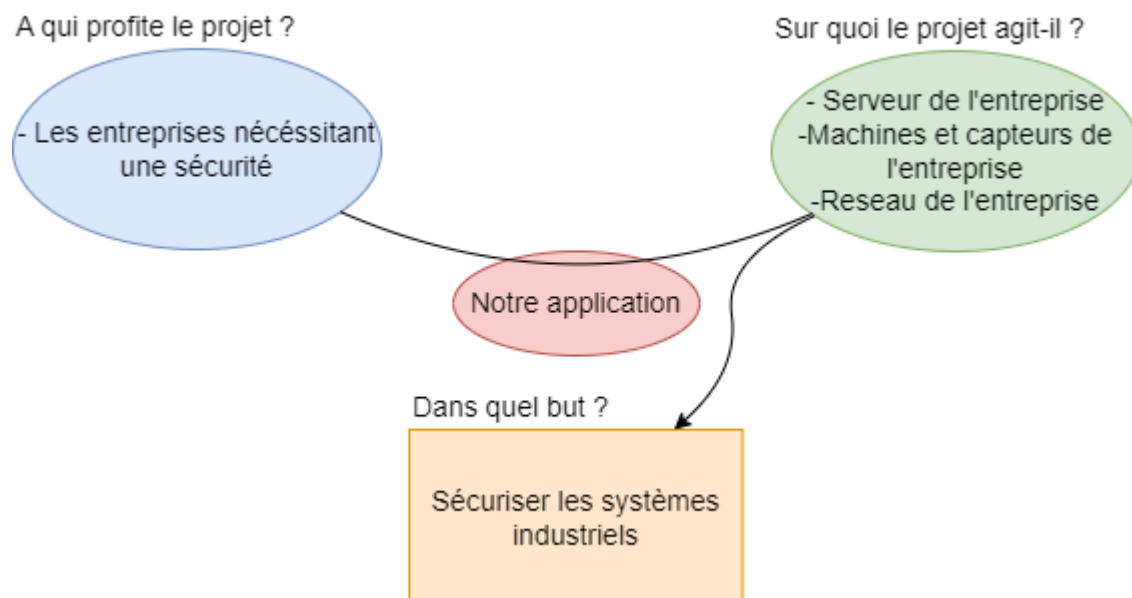 A qui profite le projet ?
- Les entreprises nécéssitant
une sécurité
Sur quoi le projet agit-il ?
- Serveur de l'entreprise
-Machines et capteurs de
l'entreprise
-Reseau de l'entreprise
Notre application
Dans quel but ?
Sécuriser les systèmes
industriels